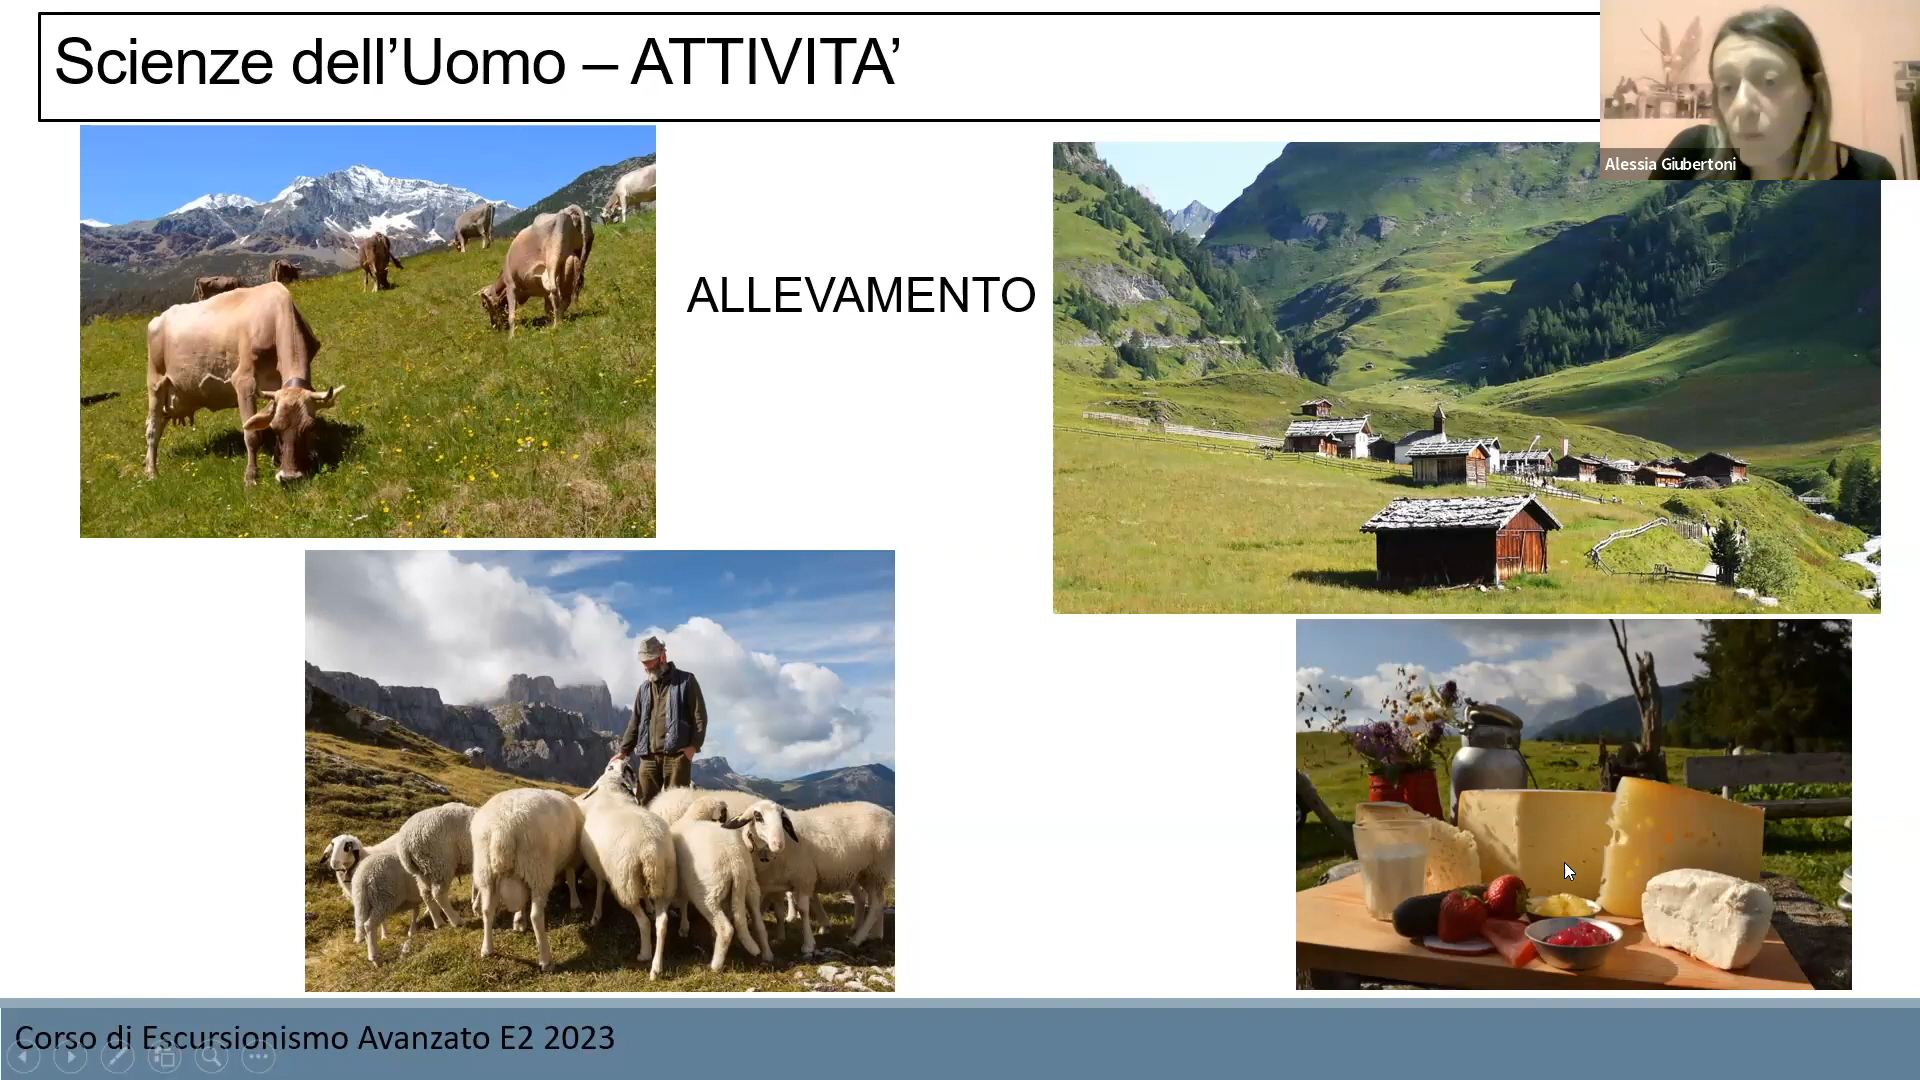 Scienze dell’Uomo – ATTIVITA’
Alessia Giubertoni
ALLEVAMENTO
Corso di Escursionismo Avanzato E2 2023